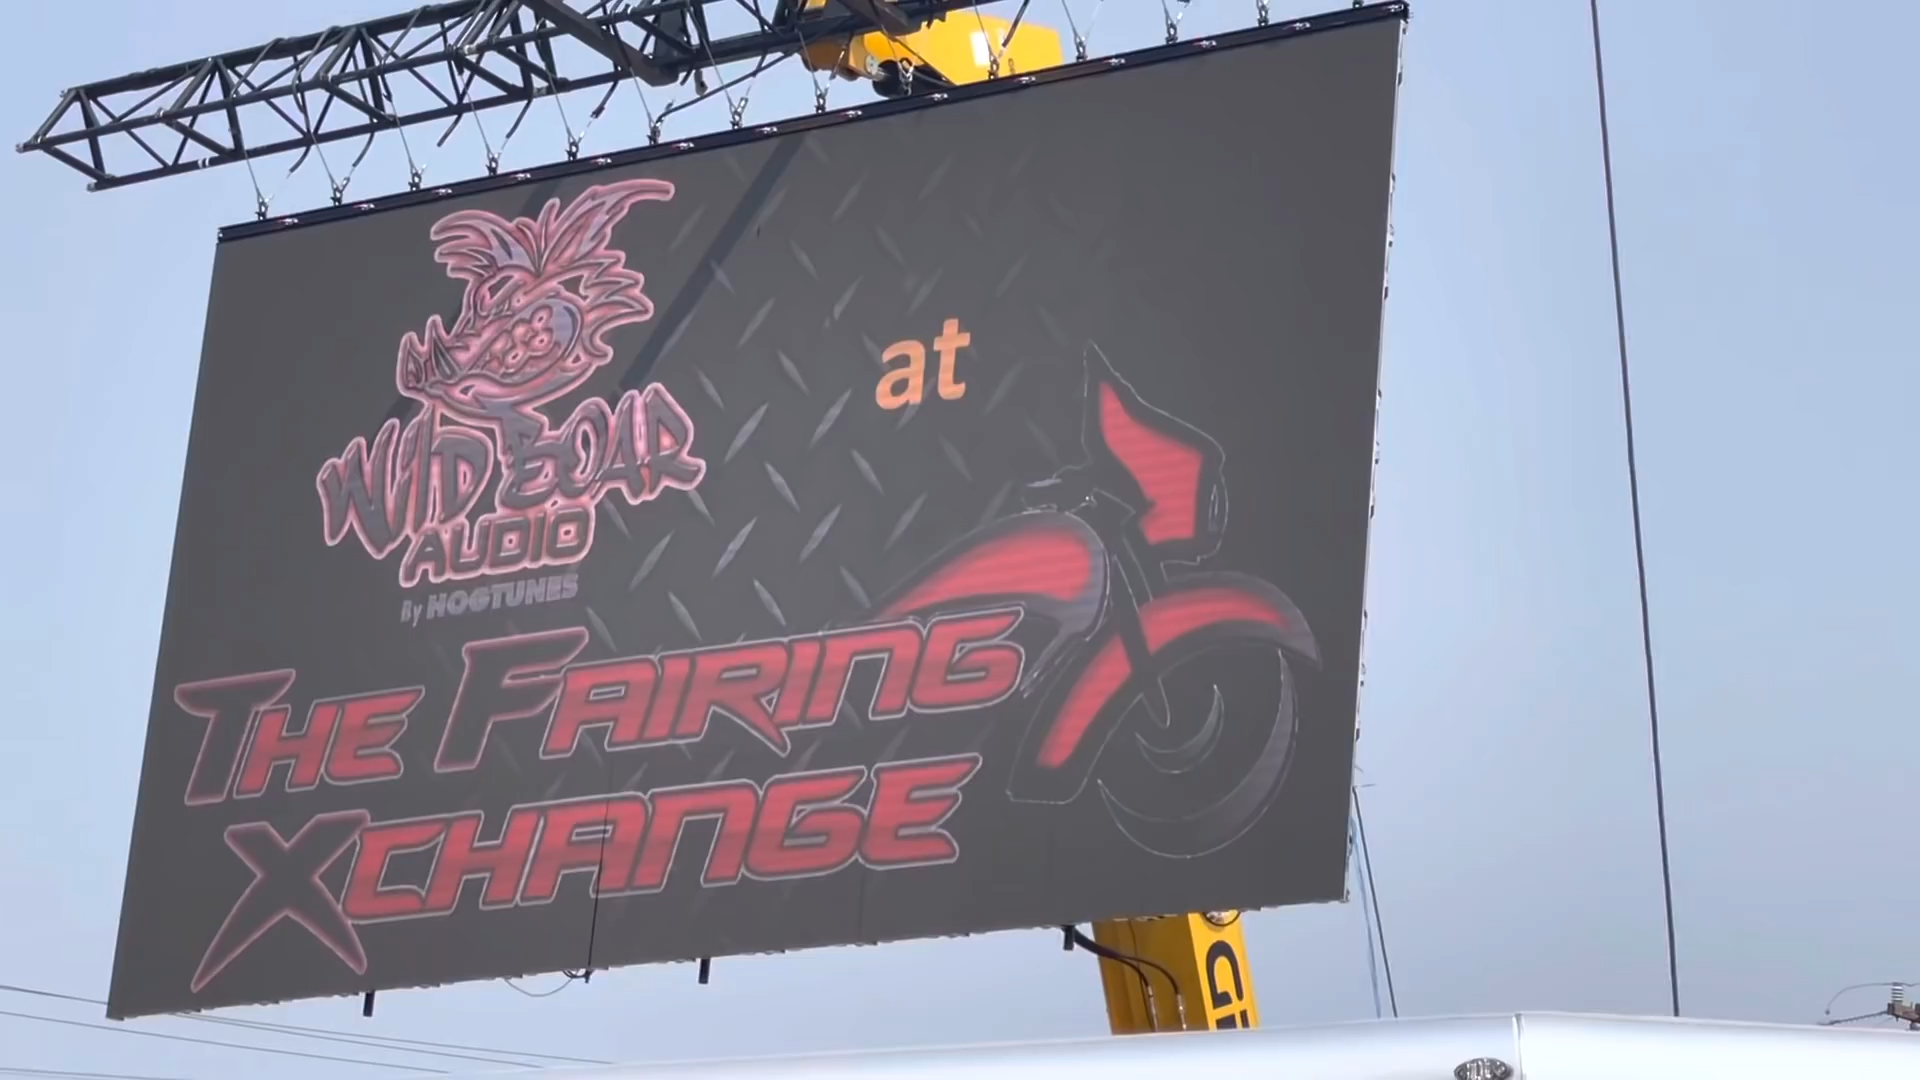 WILD BOAR
AUDIO
By HOGTUNES
at
THE FAIRING
XCHANGE